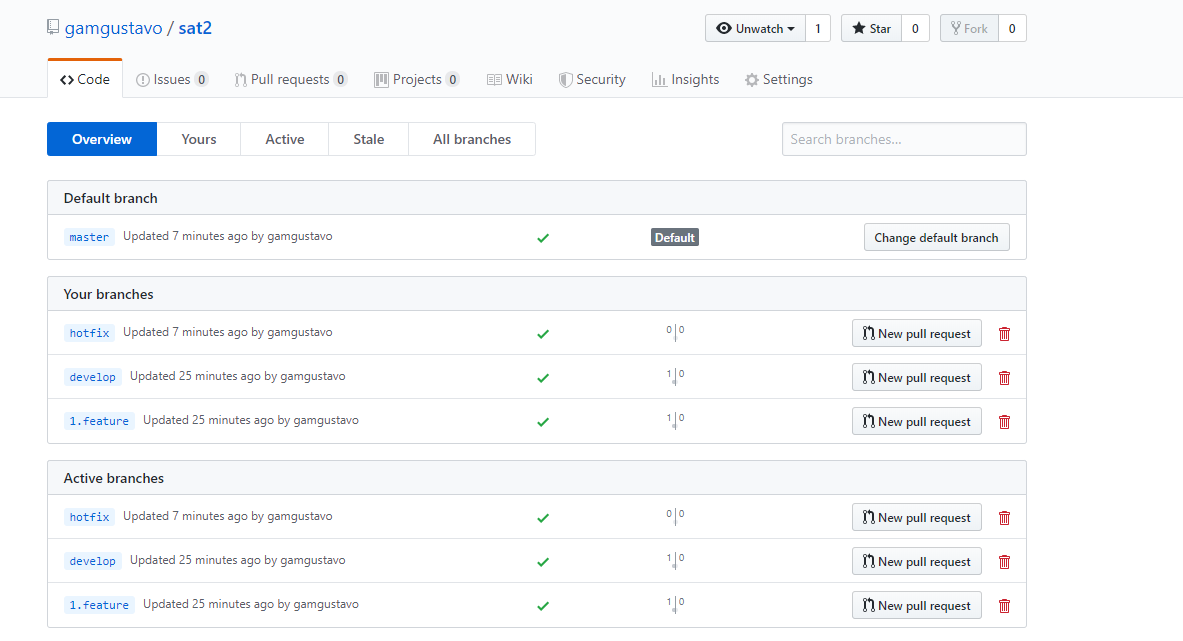 gamgustavo / sat2 Unwatch 1 Star 0 Fork 0
Code Issues 0 Pull requests 0 Projects 0 Wiki Security Insights Settings
Overview Yours Active Stale All branches Search branches...
Default branch
master Updated 7 minutes ago by gamgustavo Default Change default branch
Your branches
hotfix Updated 7 minutes ago by gamgustavo 0 0 New pull request
develop Updated 25 minutes ago by gamgustavo 1 0 New pull request
1.feature Updated 25 minutes ago by gamgustavo 1 0 New pull request
Active branches
hotfix Updated 7 minutes ago by gamgustavo 0 0 New pull request
develop Updated 25 minutes ago by gamgustavo 1 0 New pull request
1.feature Updated 25 minutes ago by gamgustavo 1 0 New pull request